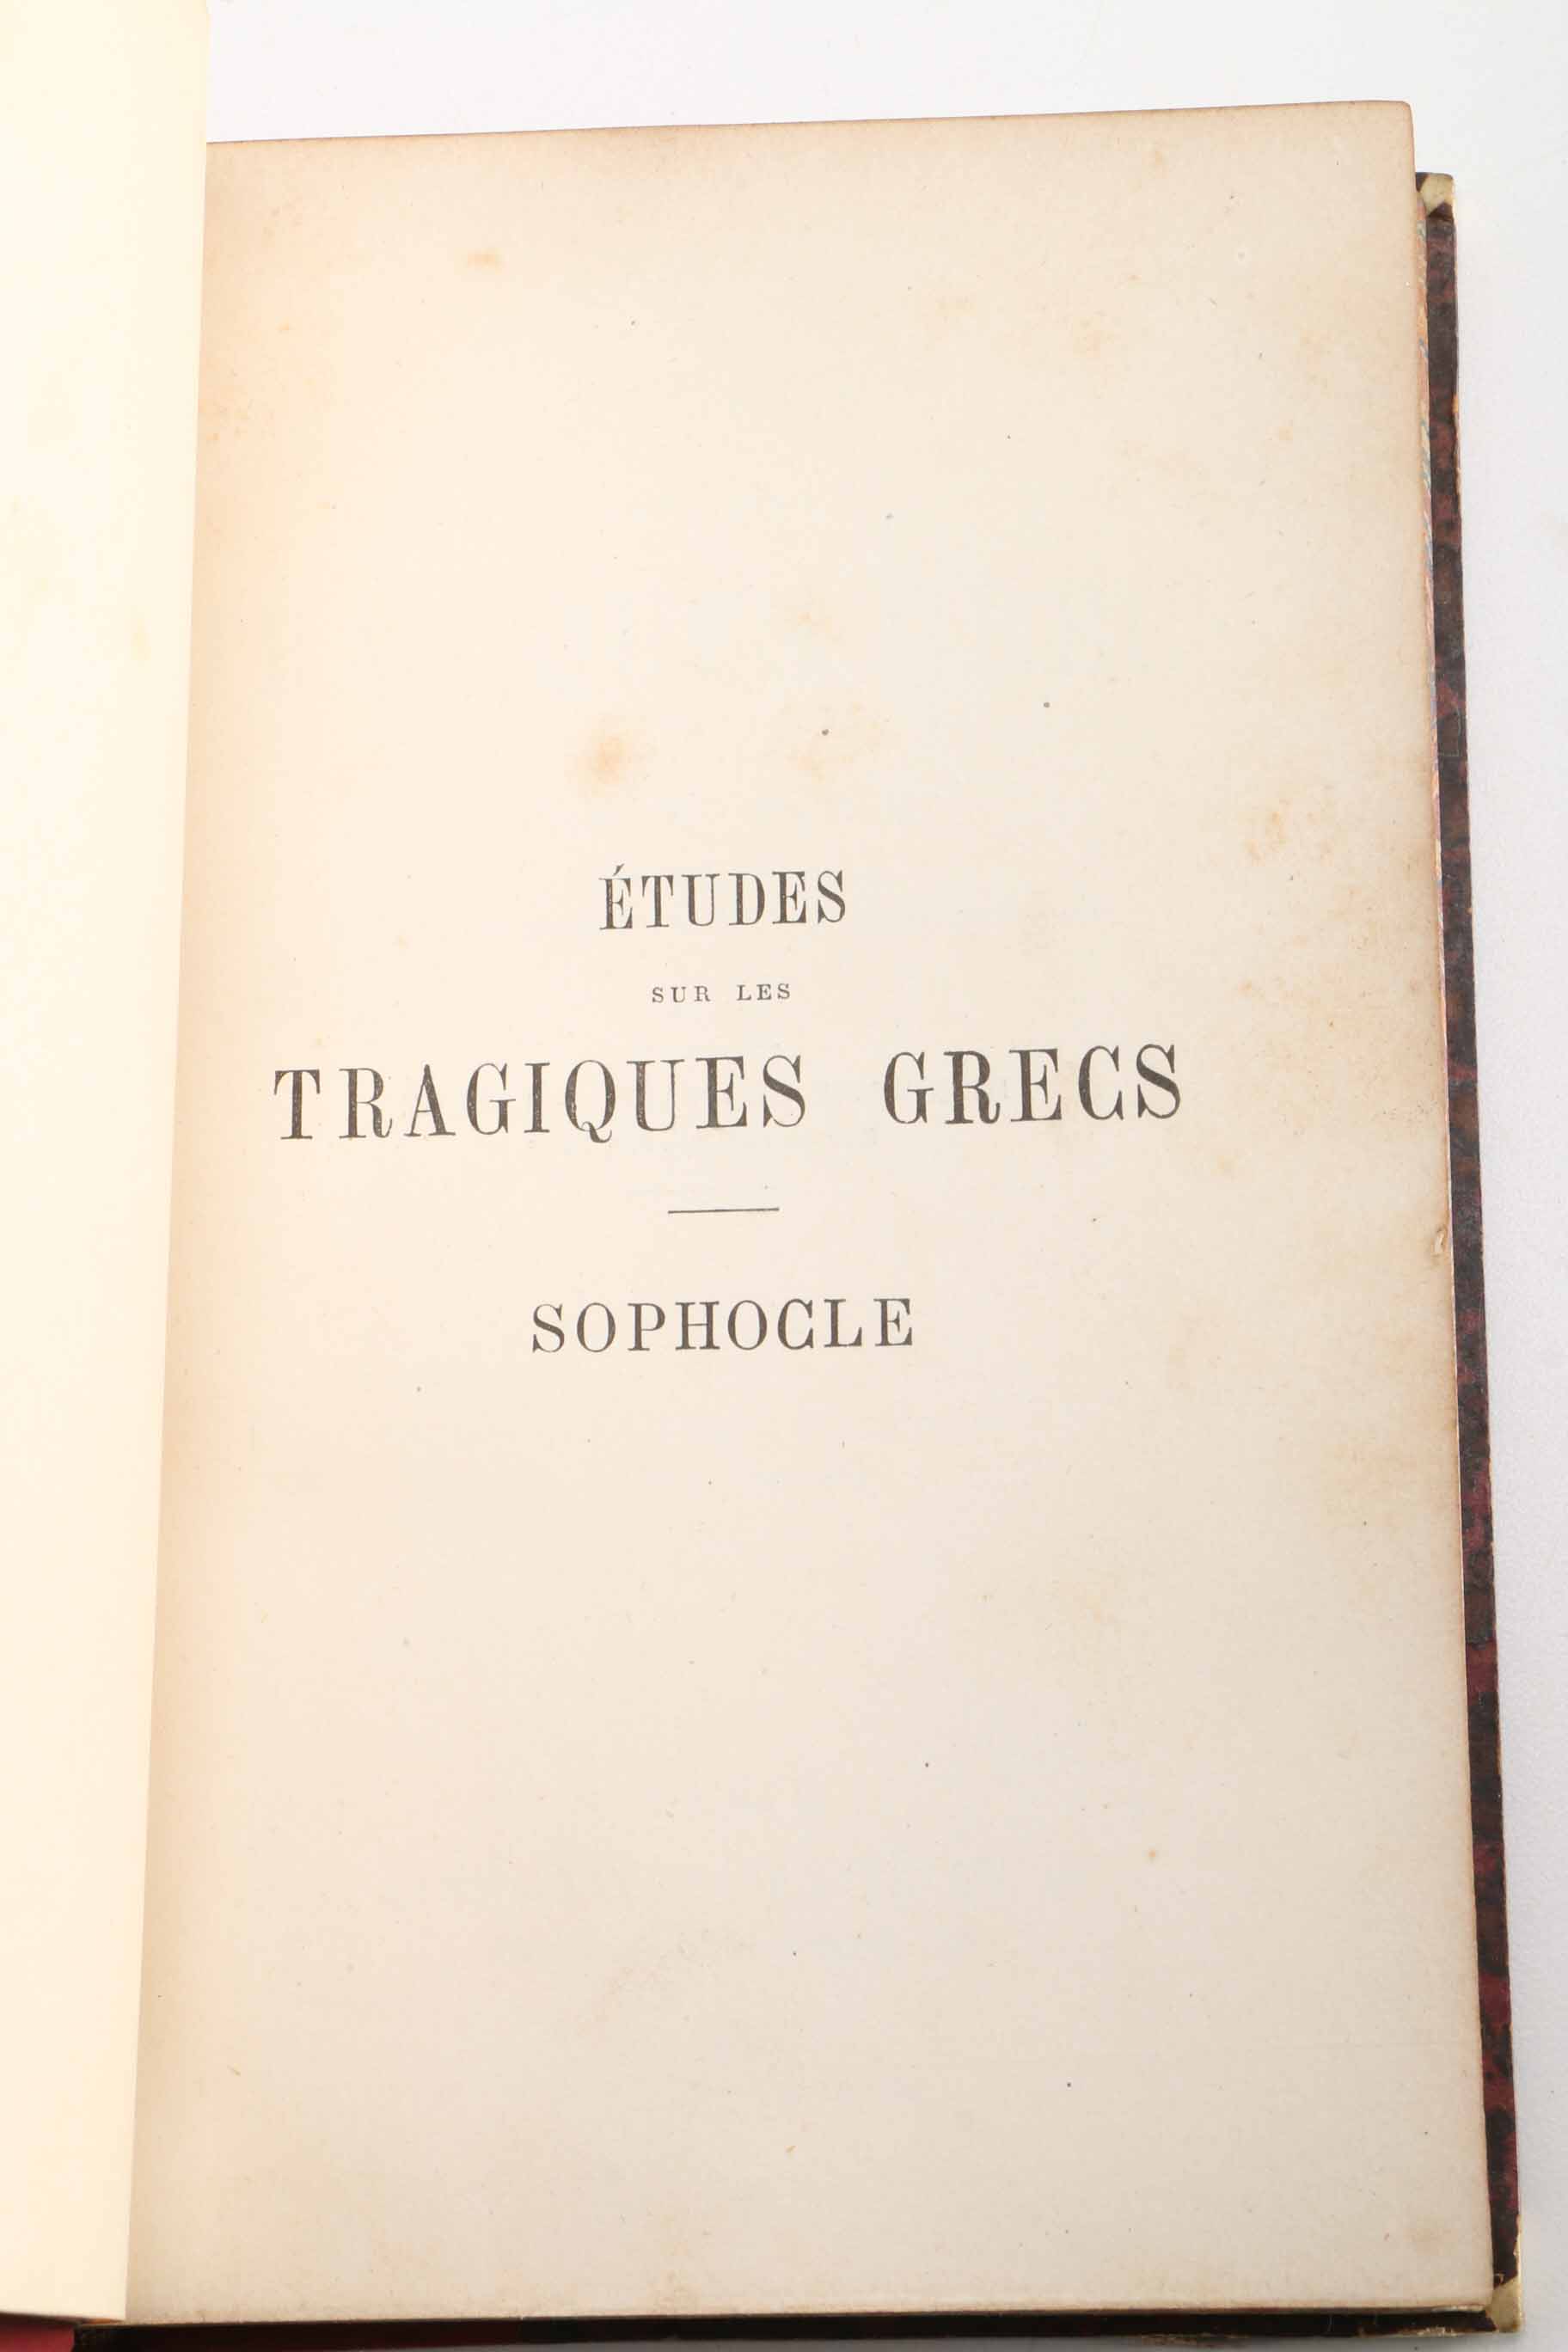 ÉTUDES
SUR LES
TRAGIQUES GRECS
SOPHOCLE